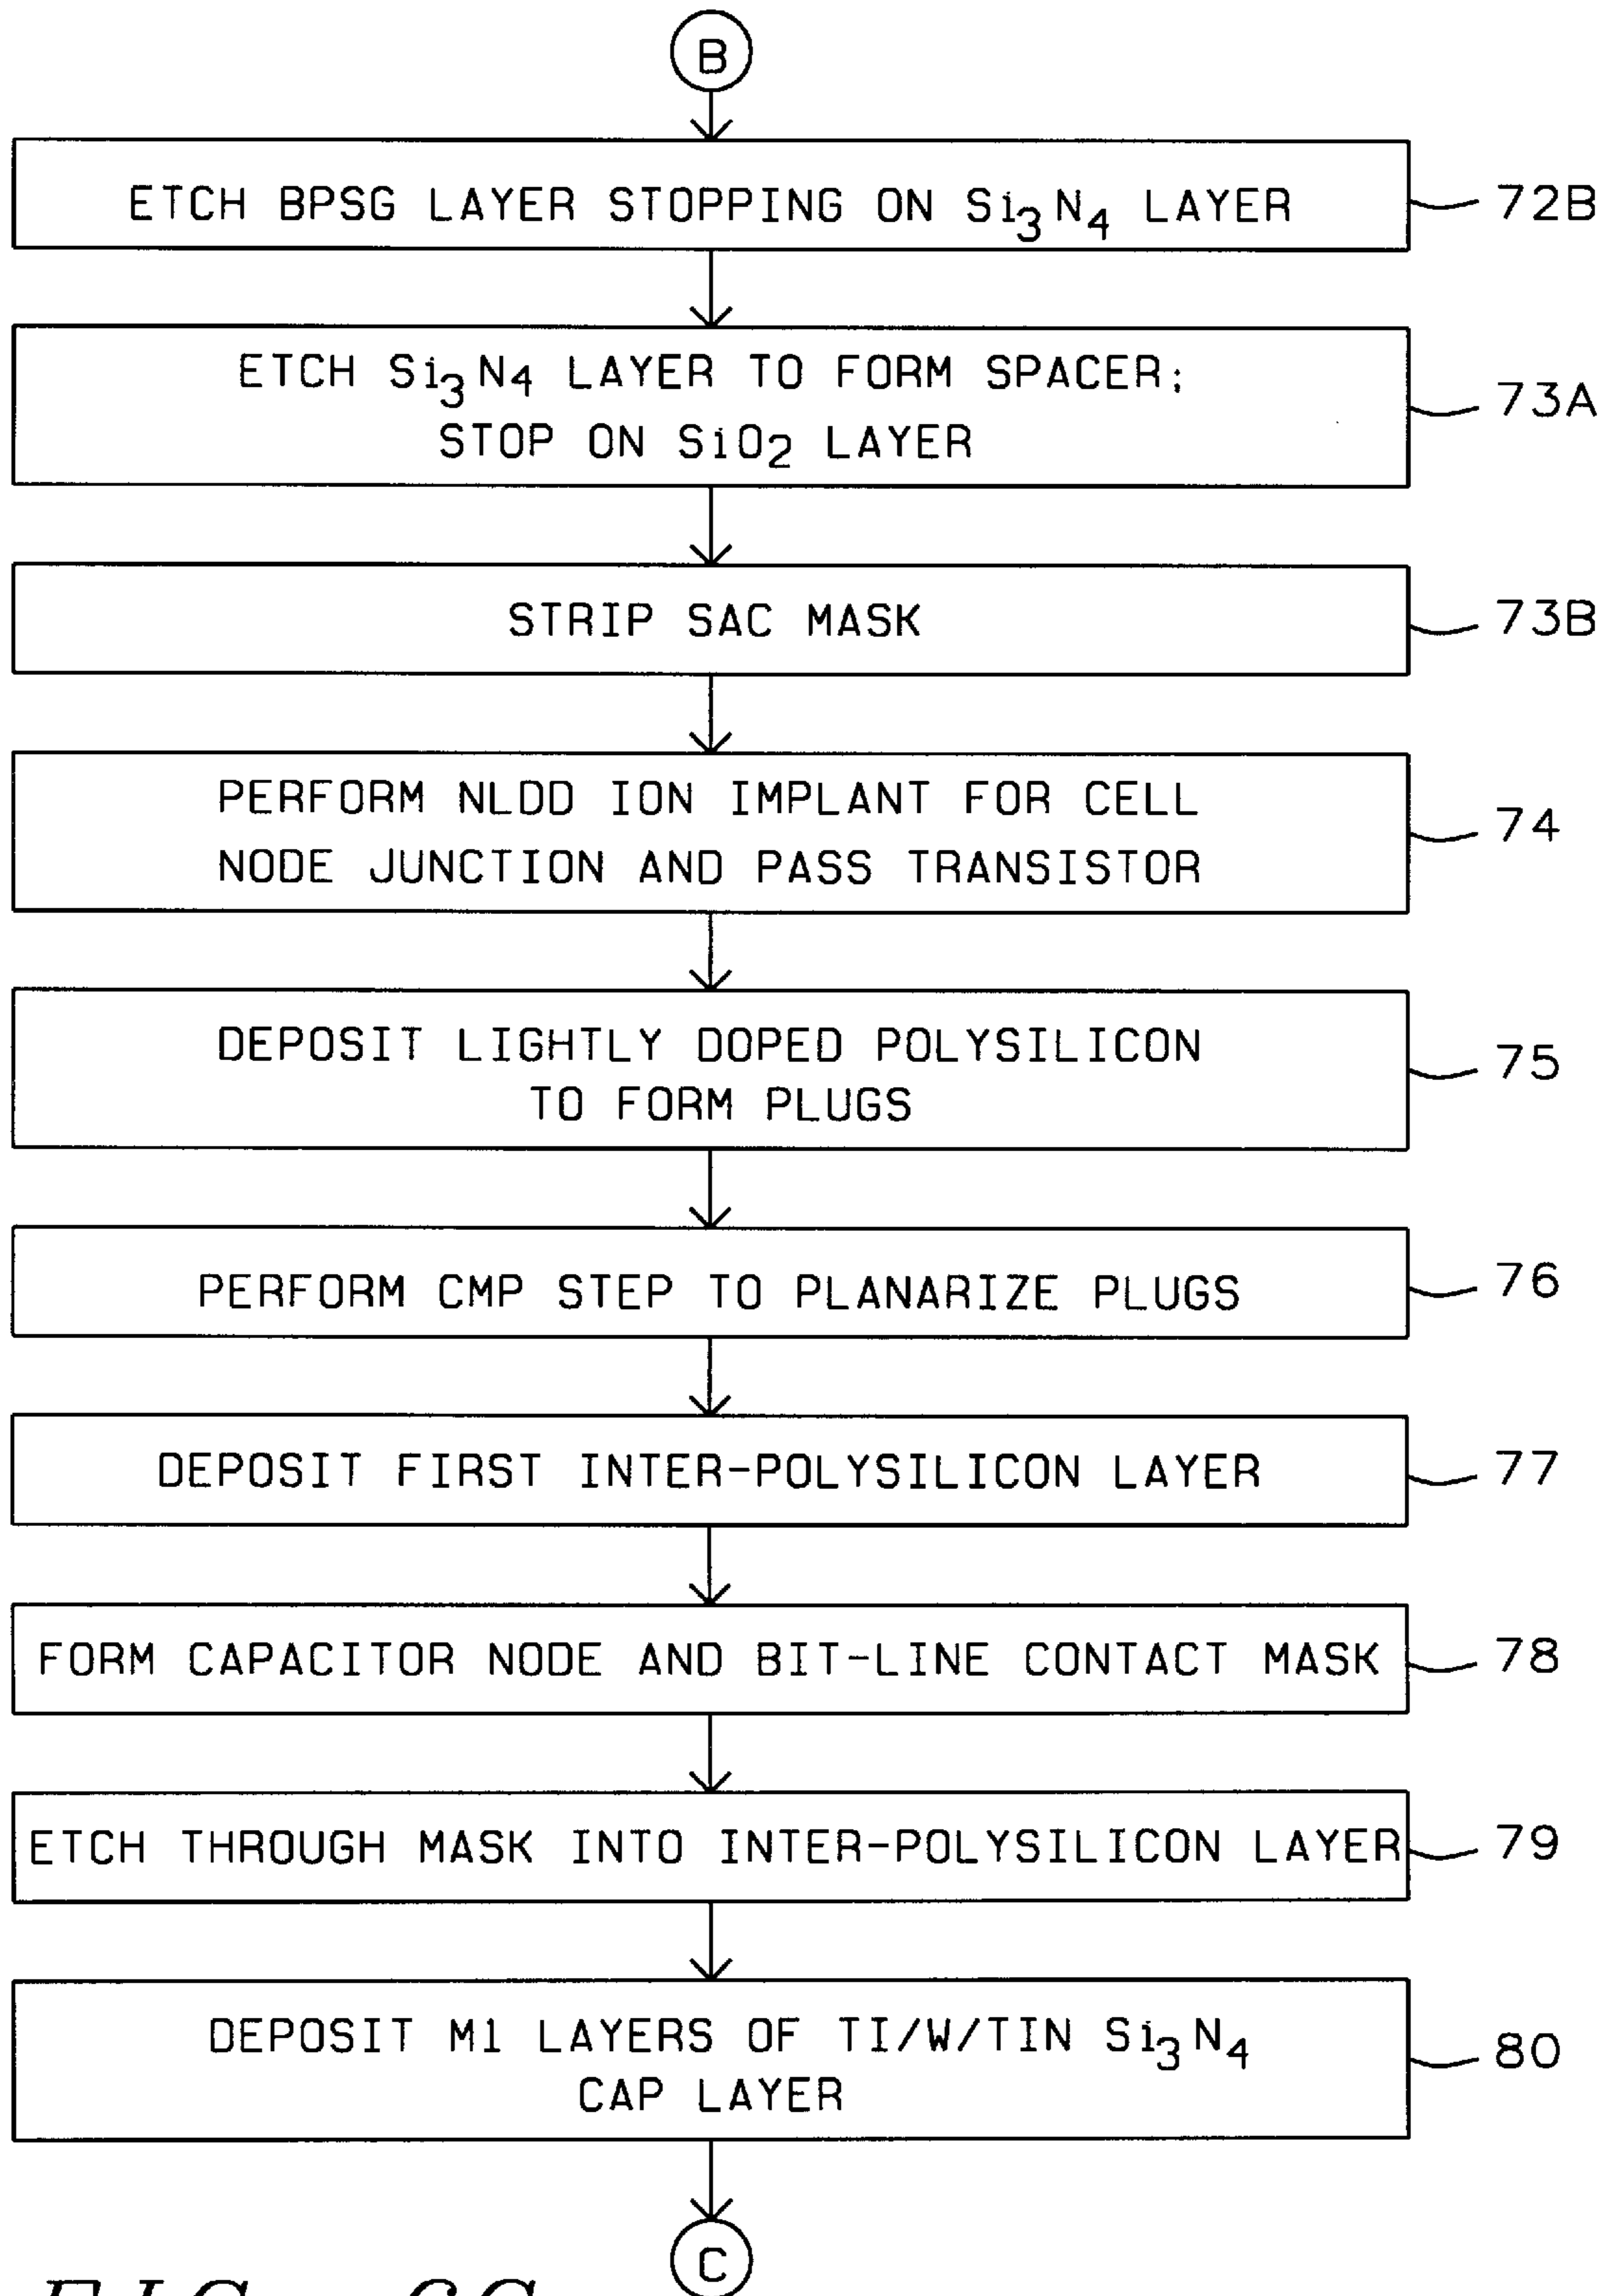 B
ETCH BPSG LAYER STOPPING ON Si₃N₄ LAYER
72B
ETCH Si₃N₄ LAYER TO FORM SPACER;
STOP ON SiO₂ LAYER
73A
STRIP SAC MASK
73B
PERFORM NLDD ION IMPLANT FOR CELL
NODE JUNCTION AND PASS TRANSISTOR
74
DEPOSIT LIGHTLY DOPED POLYSILICON
TO FORM PLUGS
75
PERFORM CMP STEP TO PLANARIZE PLUGS
76
DEPOSIT FIRST INTER-POLYSILICON LAYER
77
FORM CAPACITOR NODE AND BIT-LINE CONTACT MASK
78
ETCH THROUGH MASK INTO INTER-POLYSILICON LAYER
79
DEPOSIT M1 LAYERS OF TI/W/TIN Si₃N₄
CAP LAYER
80
C